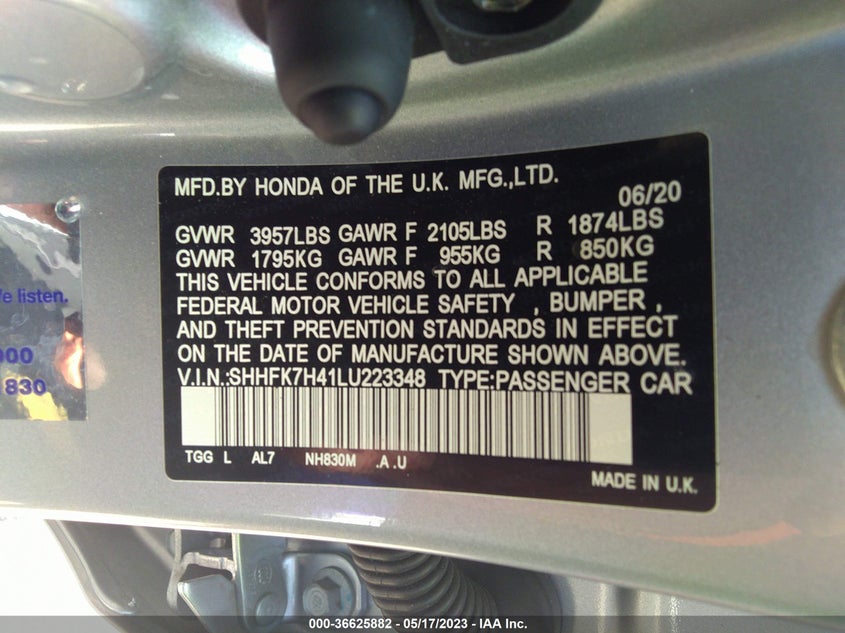 MFD.BY HONDA OF THE U.K. MFG.,LTD.
06/20
GVWR 3957LBS GAWR F 2105LBS R 1874LBS
GVWR 1795KG GAWR F 955KG R 850KG
THIS VEHICLE CONFORMS TO ALL APPLICABLE
FEDERAL MOTOR VEHICLE SAFETY , BUMPER ,
AND THEFT PREVENTION STANDARDS IN EFFECT
ON THE DATE OF MANUFACTURE SHOWN ABOVE.
V.I.N.:SHHFK7H41LU223348 TYPE:PASSENGER CAR
TGG L AL7 NH830M .A .U
MADE IN U.K.
listen.
000
1 830
000-36625882 - 05/17/2023 - IAA Inc.